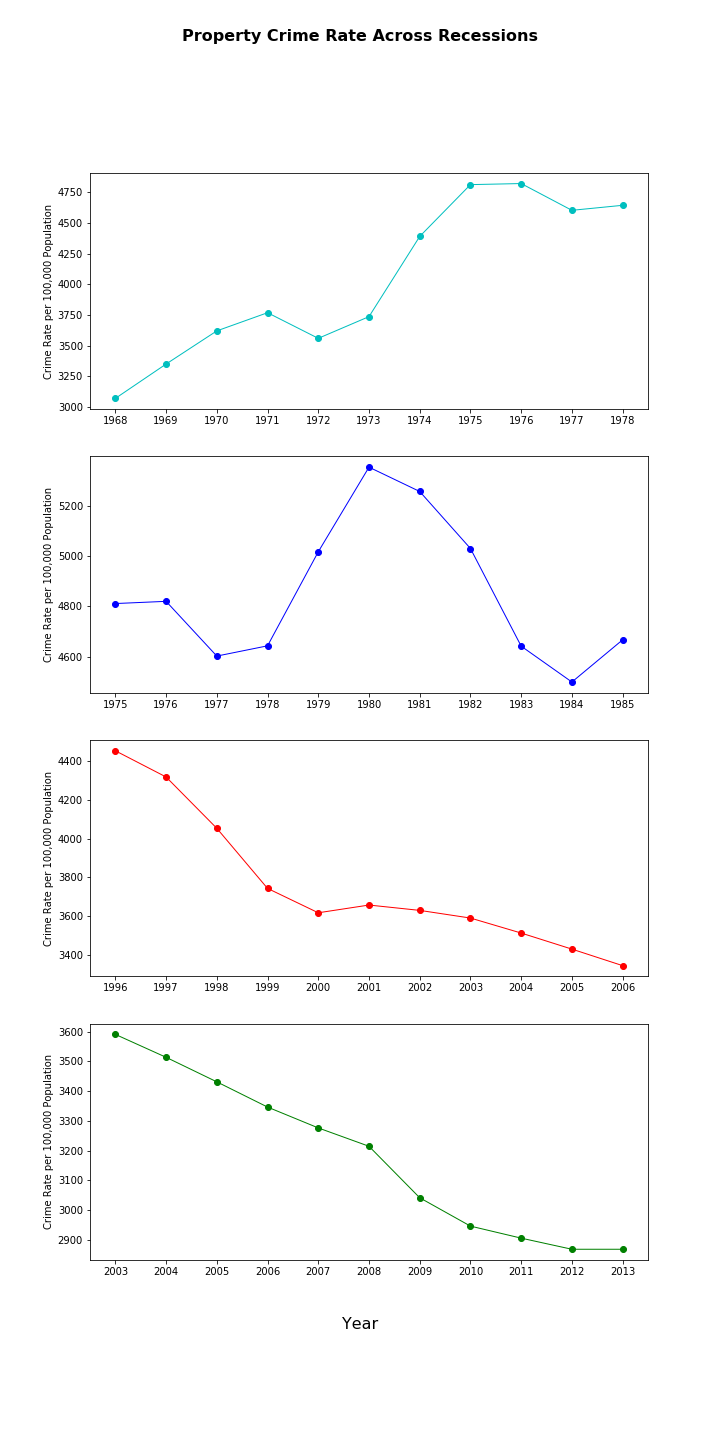 Property Crime Rate Across Recessions
Crime Rate per 100,000 Population
4750
4500
4250
4000
3750
3500
3250
3000
1968 1969 1970 1971 1972 1973 1974 1975 1976 1977 1978
Crime Rate per 100,000 Population
5200
5000
4800
4600
1975 1976 1977 1978 1979 1980 1981 1982 1983 1984 1985
Crime Rate per 100,000 Population
4400
4200
4000
3800
3600
3400
1996 1997 1998 1999 2000 2001 2002 2003 2004 2005 2006
Crime Rate per 100,000 Population
3600
3500
3400
3300
3200
3100
3000
2900
2003 2004 2005 2006 2007 2008 2009 2010 2011 2012 2013
Year